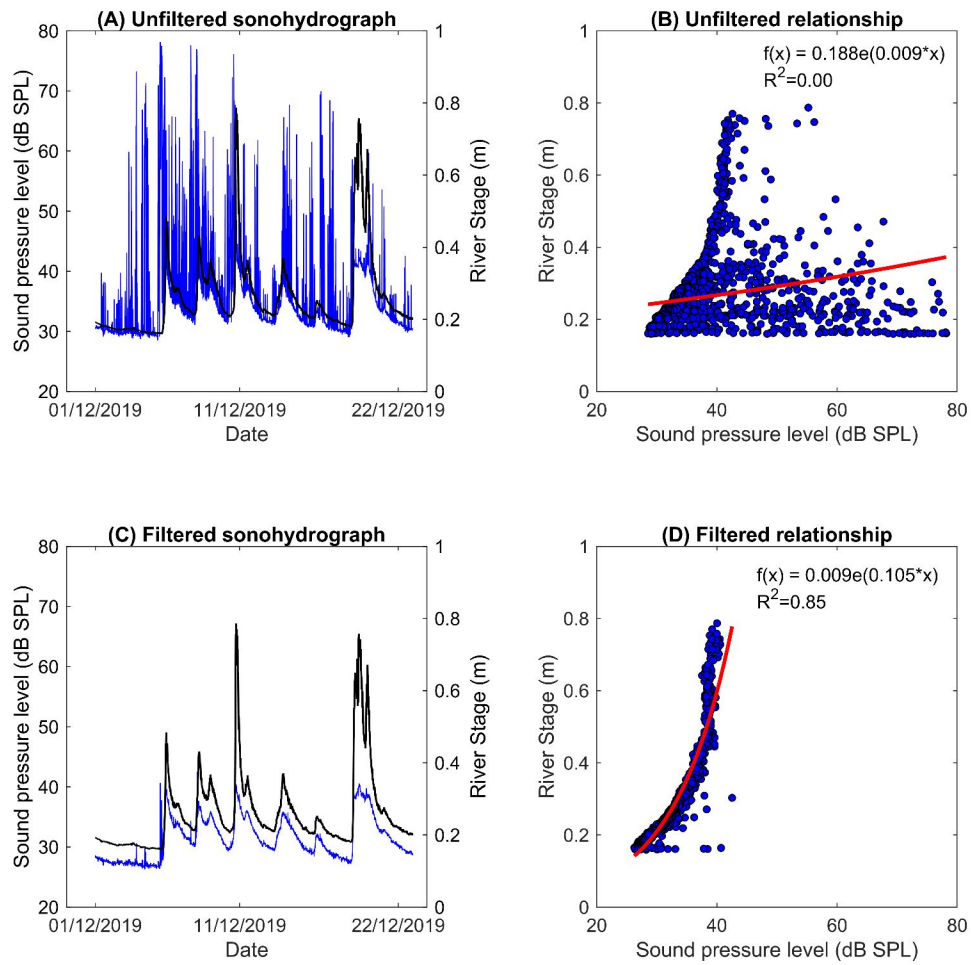 (A) Unfiltered sonohydrograph
80
70
60
50
40
30
20
Sound pressure level (dB SPL)
1
0.8
0.6
0.4
0.2
0
River Stage (m)
01/12/2019 11/12/2019 22/12/2019
Date
(B) Unfiltered relationship
f(x) = 0.188e(0.009*x)
R²=0.00
1
0.8
0.6
0.4
0.2
0
River Stage (m)
20 40 60 80
Sound pressure level (dB SPL)
(C) Filtered sonohydrograph
80
70
60
50
40
30
20
Sound pressure level (dB SPL)
1
0.8
0.6
0.4
0.2
0
River Stage (m)
01/12/2019 11/12/2019 22/12/2019
Date
(D) Filtered relationship
f(x) = 0.009e(0.105*x)
R²=0.85
1
0.8
0.6
0.4
0.2
0
River Stage (m)
20 40 60 80
Sound pressure level (dB SPL)